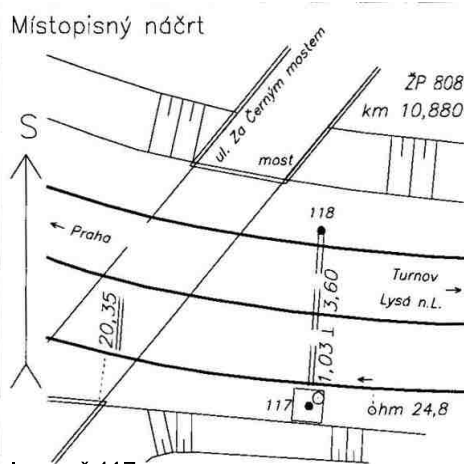 Místopisný náčrt
ul. Za Černým mostem
ŽP 808
km 10,880
S
most
118
← Praha
Turnov →
Lysá n.L.
3,60
20,35
1,03 ⊥
117
ohm 24,8